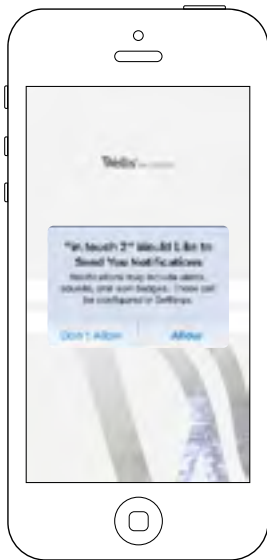 "in.touch 2" Would Like to
Send You Notifications
Notifications may include alerts,
sounds, and icon badges. These can
be configured in Settings.
Don't Allow Allow